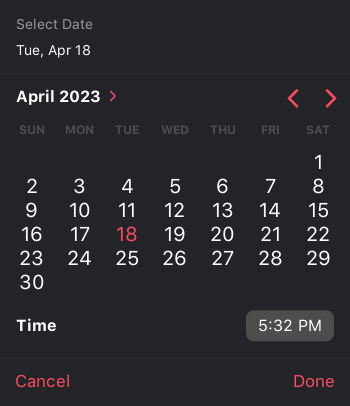 Select Date
Tue, Apr 18
April 2023
SUN MON TUE WED THU FRI SAT
1
2 3 4 5 6 7 8
9 10 11 12 13 14 15
16 17 18 19 20 21 22
23 24 25 26 27 28 29
30
Time 5:32 PM
Cancel Done